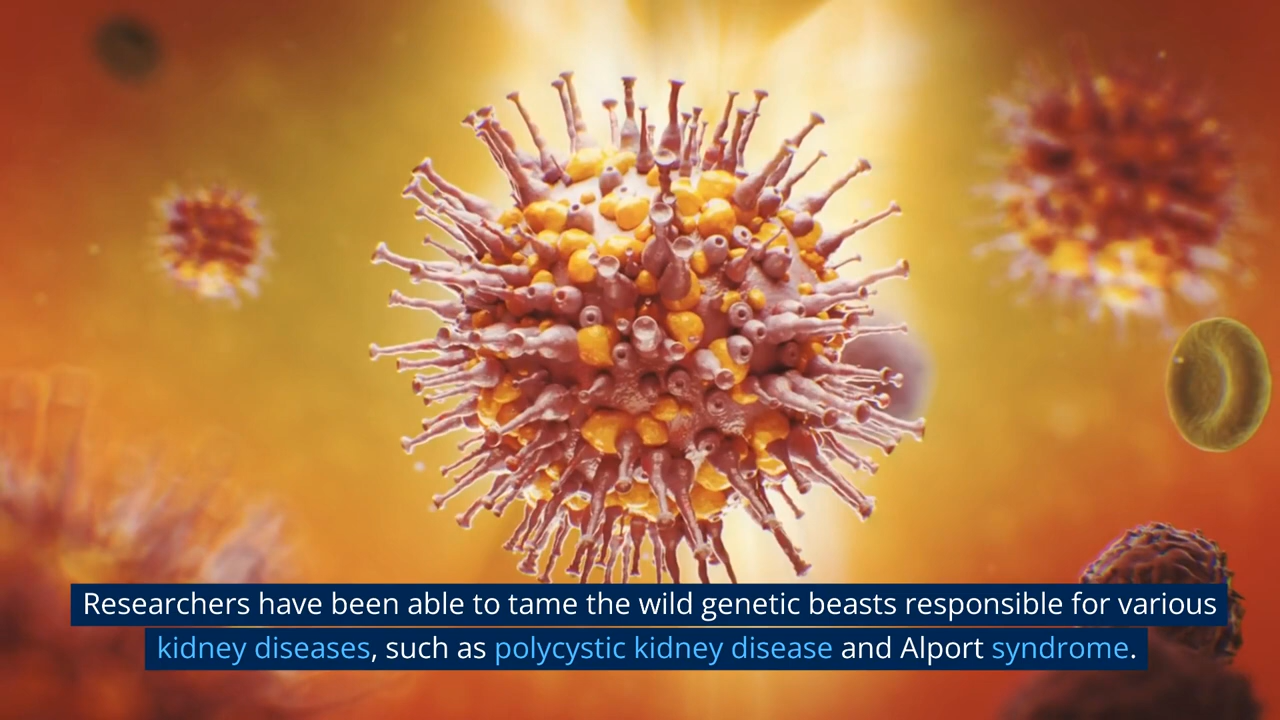 Researchers have been able to tame the wild genetic beasts responsible for various
kidney diseases, such as polycystic kidney disease and Alport syndrome.